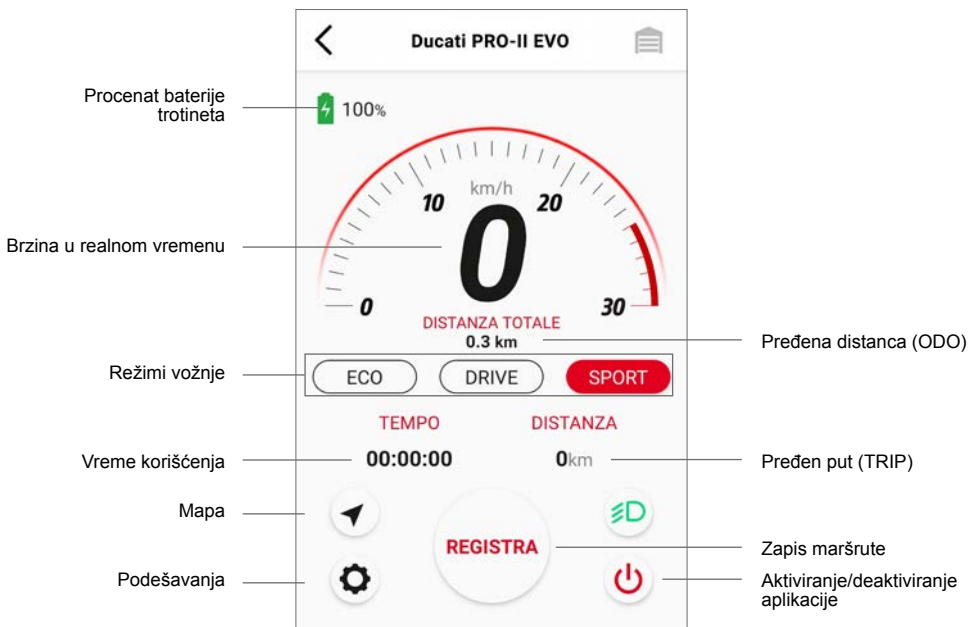 Ducati PRO-II EVO
Procenat baterije
trotineta
100%
km/h
10
20
Brzina u realnom vremenu
0
0
30
DISTANZA TOTALE
0.3 km
Pređena distanca (ODO)
Režimi vožnje
ECO
DRIVE
SPORT
TEMPO
DISTANZA
Vreme korišćenja
00:00:00
0km
Pređen put (TRIP)
Mapa
REGISTRA
Zapis maršrute
Podešavanja
Aktiviranje/deaktiviranje
aplikacije